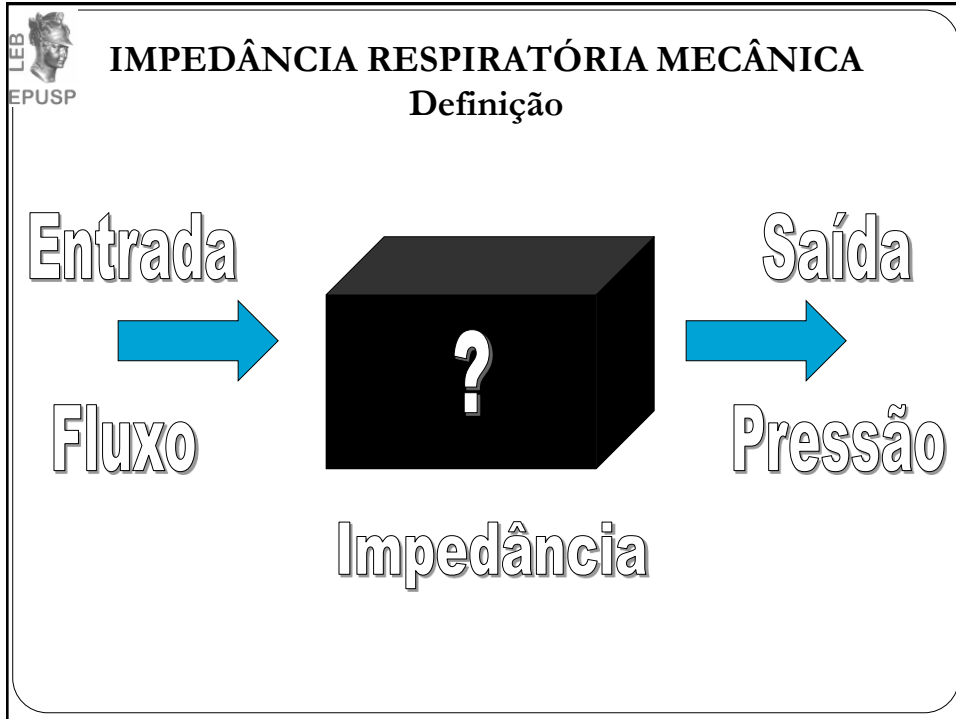 LEB
EPUSP
IMPEDÂNCIA RESPIRATÓRIA MECÂNICA
Definição
Entrada
Saída
?
Fluxo
Pressão
Impedância